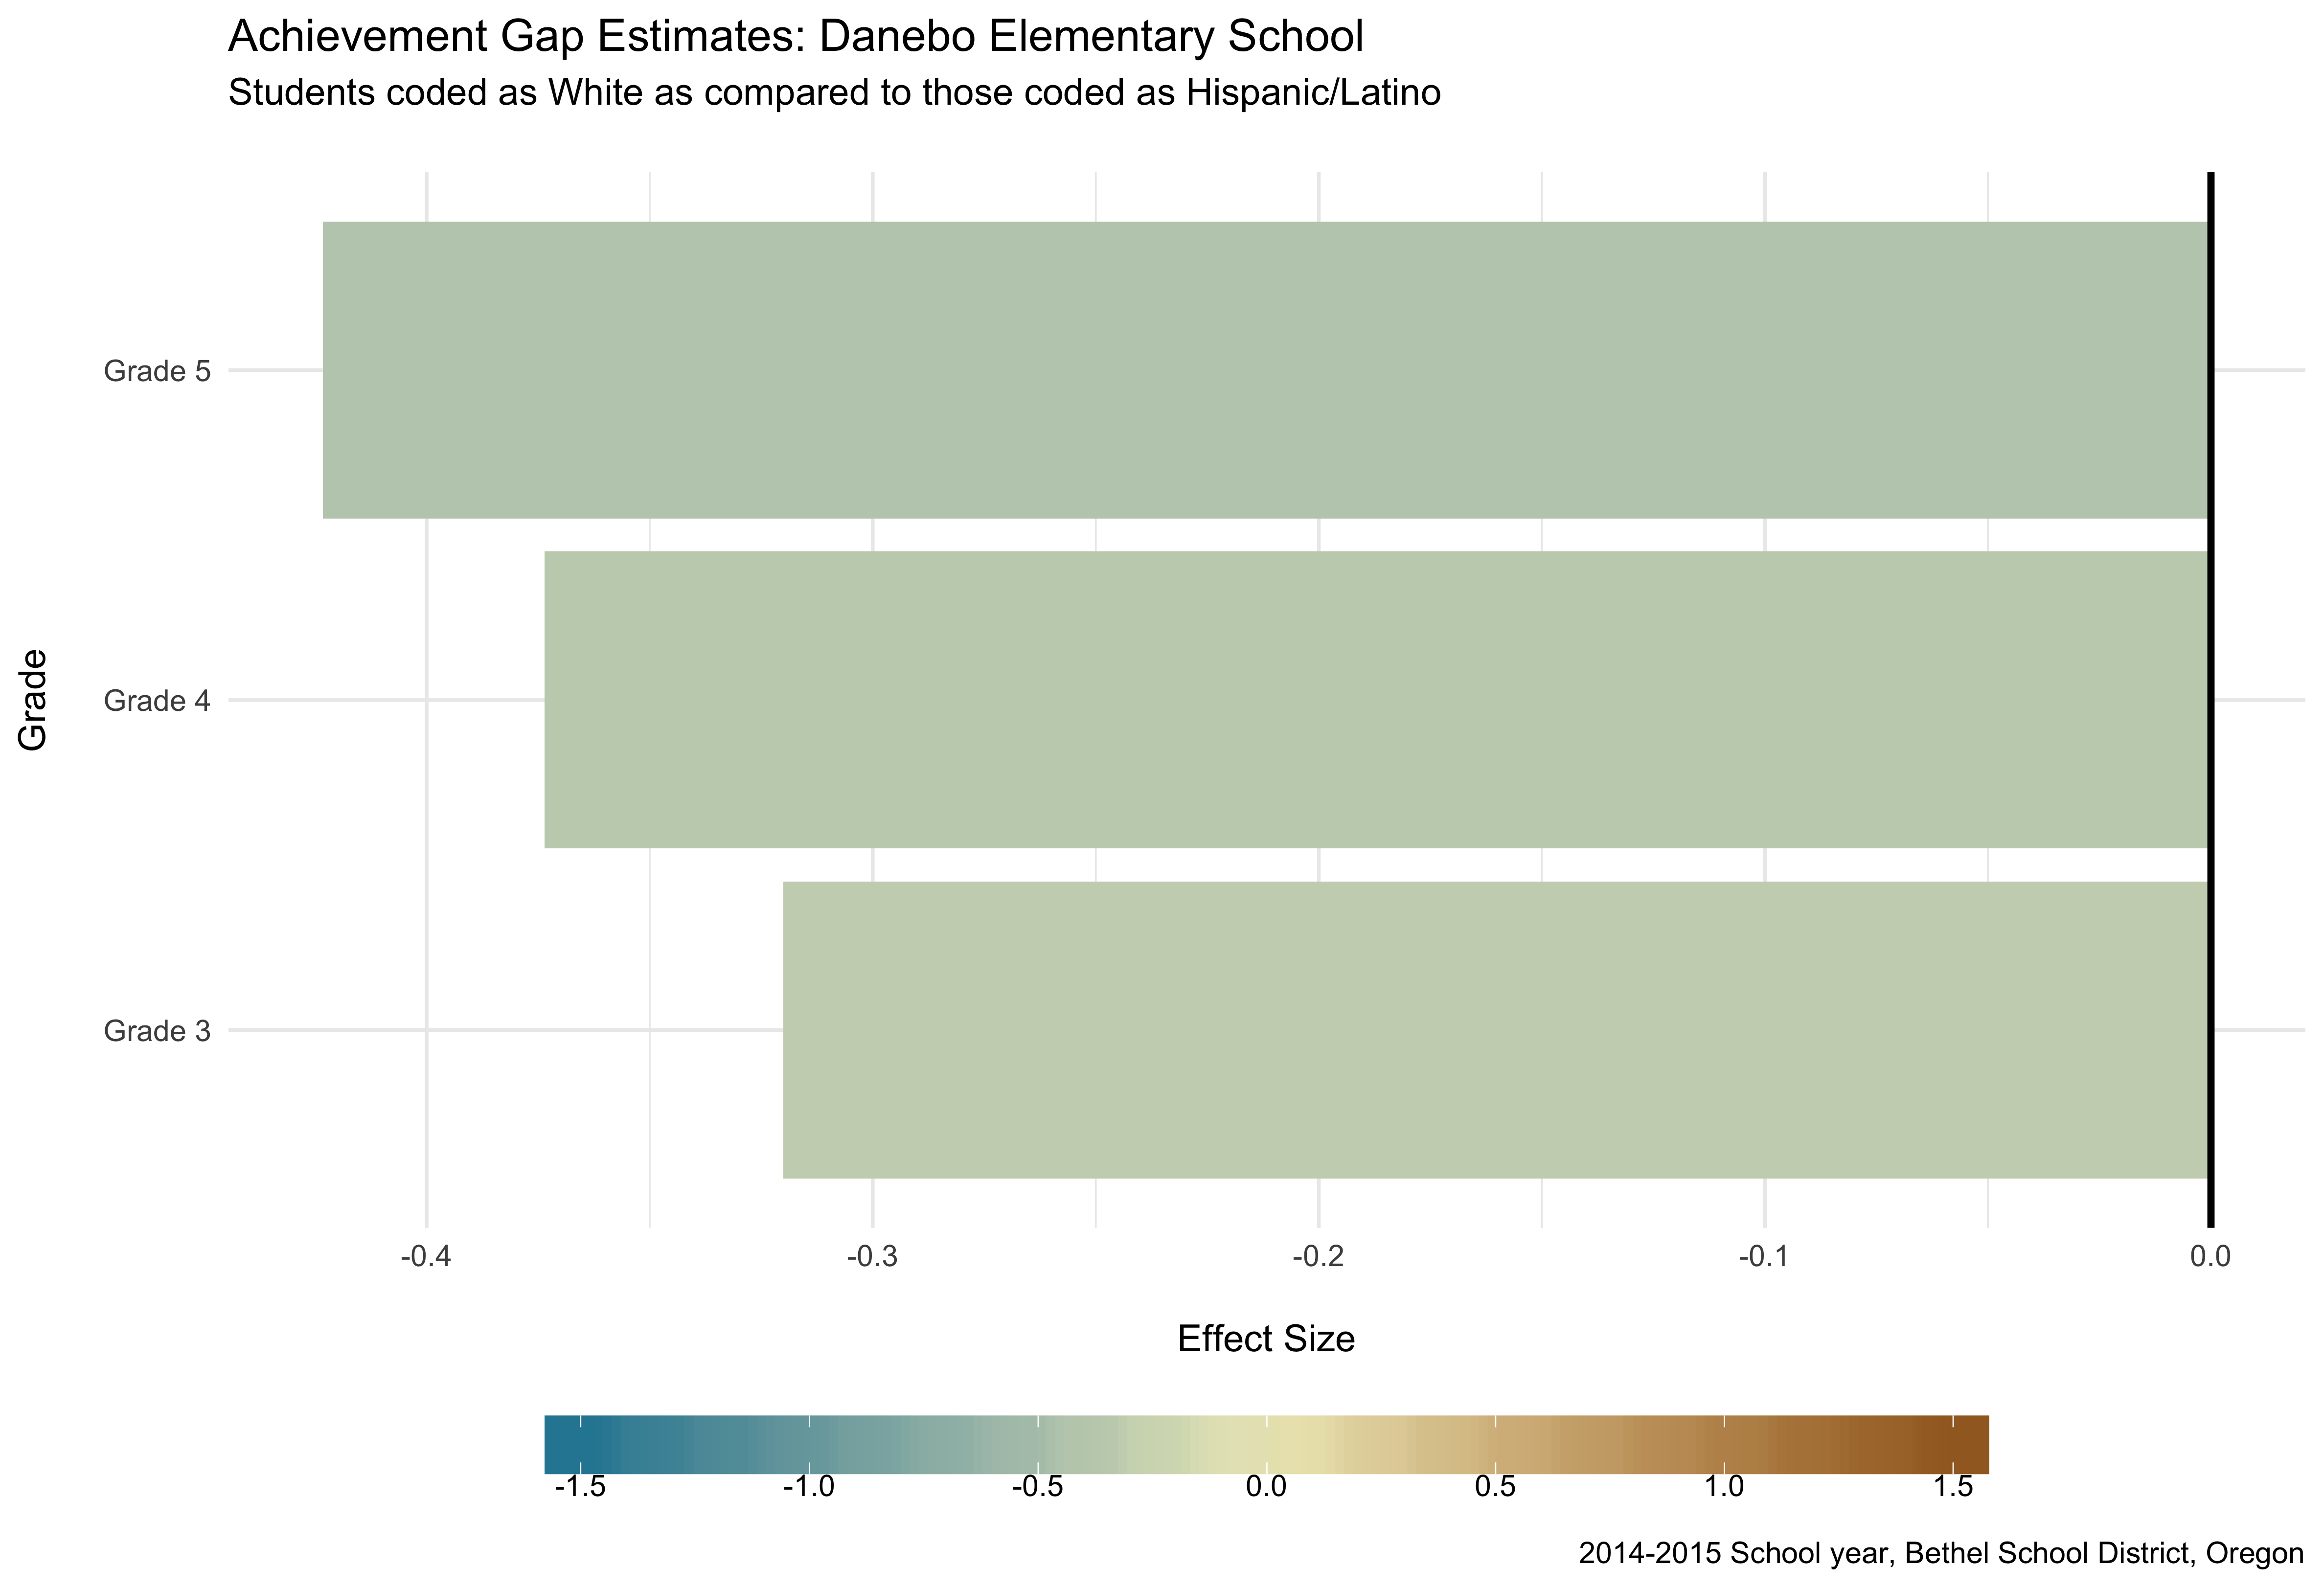 Achievement Gap Estimates: Danebo Elementary School
Students coded as White as compared to those coded as Hispanic/Latino
Grade
Grade 5
Grade 4
Grade 3
-0.4 -0.3 -0.2 -0.1 0.0
Effect Size
-1.5 -1.0 -0.5 0.0 0.5 1.0 1.5
2014-2015 School year, Bethel School District, Oregon